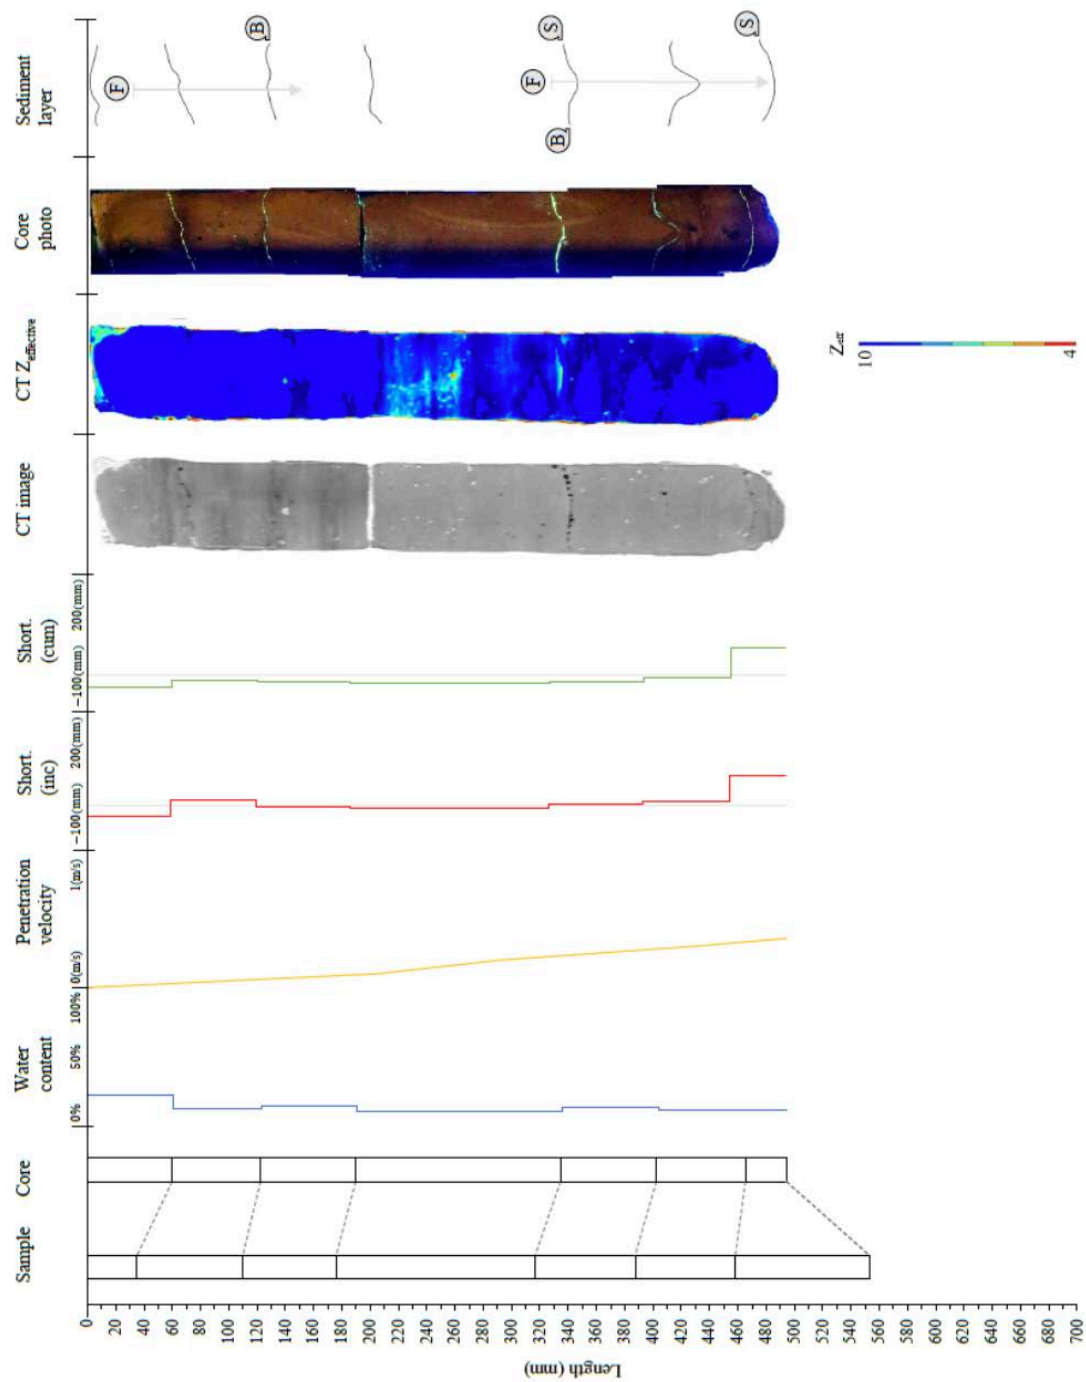 Sample
Core
Water
content
Penetration
velocity
Short.
(inc)
Short.
(cum)
CT image
CT Zeffective
Core
photo
Sediment
layer
0%
50%
100%
0(m/s)
1(m/s)
−100(mm)
200(mm)
−100(mm)
200(mm)
Length (mm)
0
20
40
60
80
100
120
140
160
180
200
220
240
260
280
300
320
340
360
380
400
420
440
460
480
500
520
540
560
580
600
620
640
660
680
700
F
B
F
B
S
S
Zeff
10
4